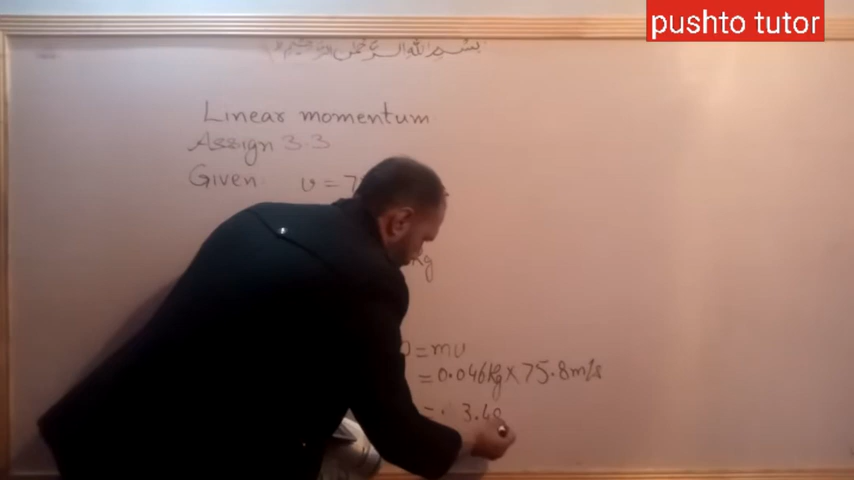 pushto tutor
بسم الله الرحمن الرحيم
Linear momentum
Assign 3.3
Given: v = 7
kg
= mv
= 0.046kg × 75.8m/s
= 3.48